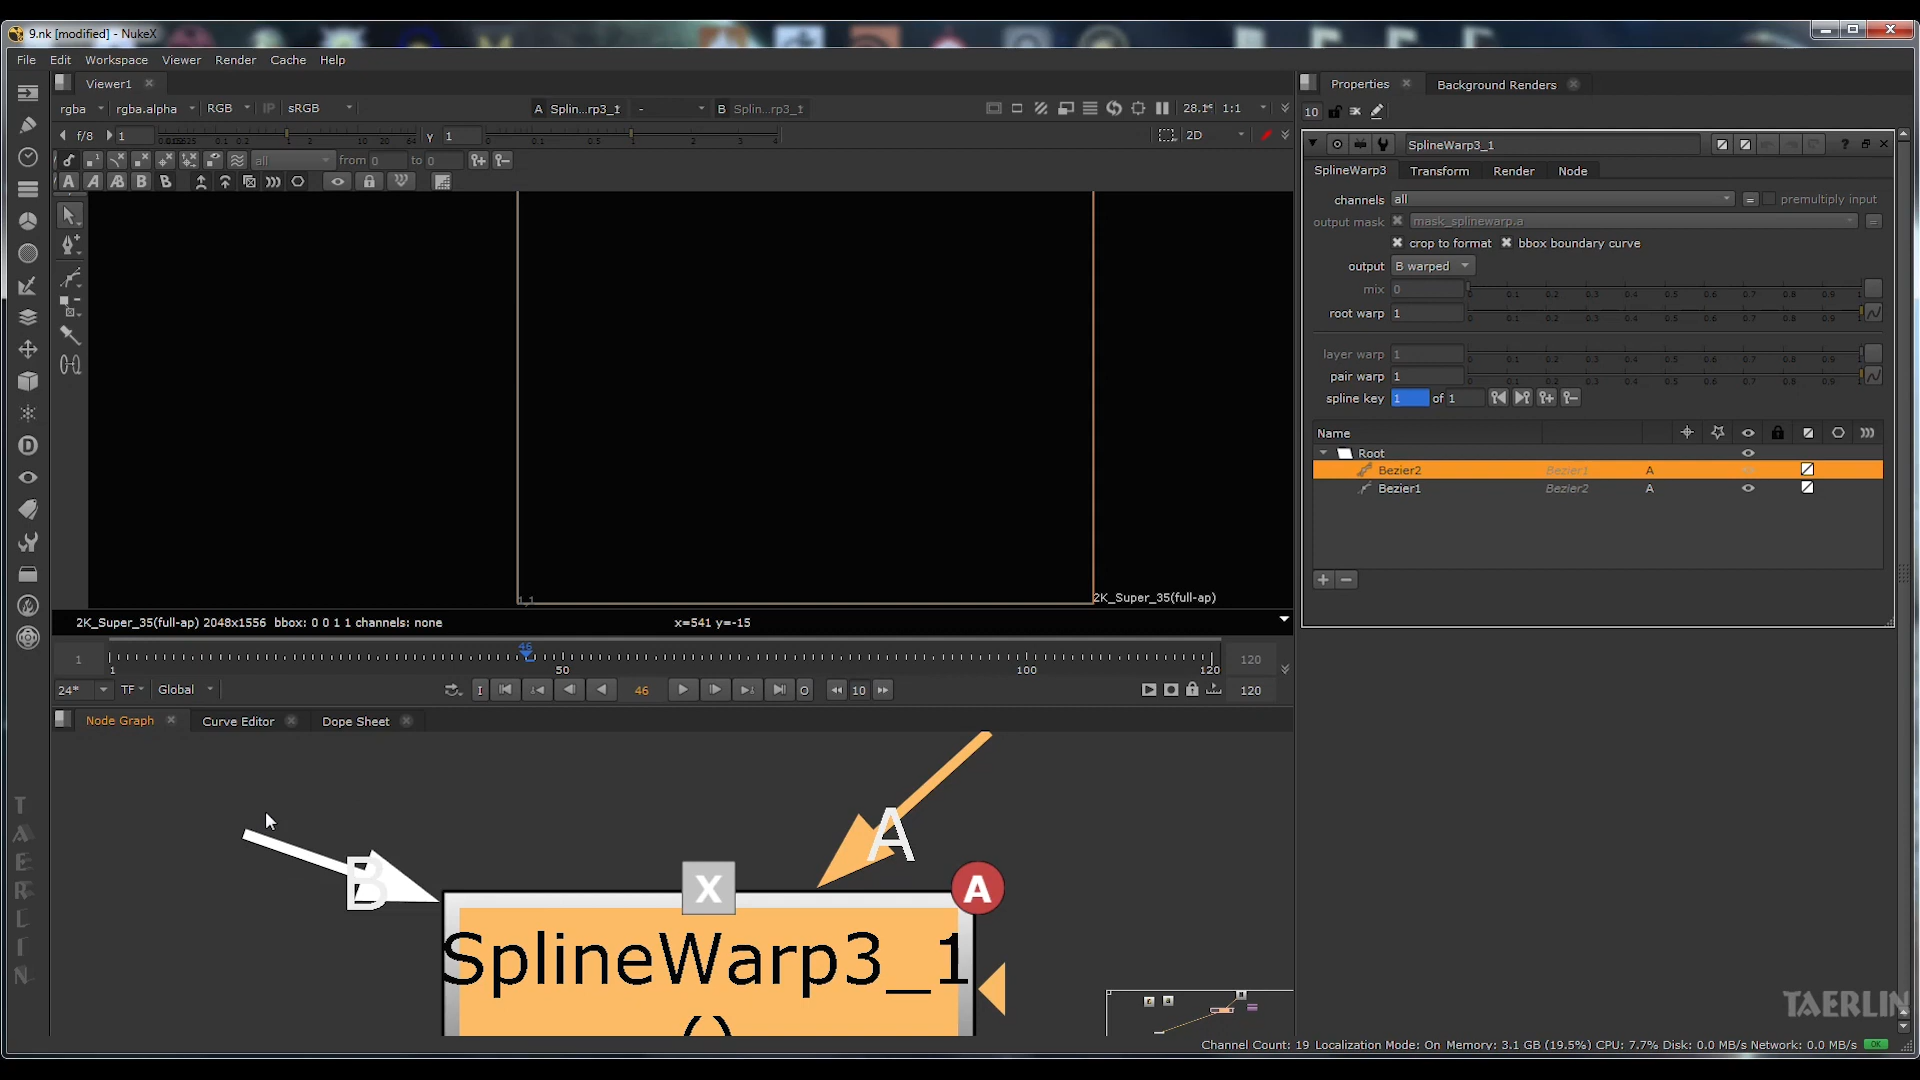 9.nk [modified] - NukeX
File Edit Workspace Viewer Render Cache Help
Viewer1
rgba rgba.alpha RGB IP sRGB A Splin...rp3_1 - B Splin...rp3_1 28.1 1:1
f/8 1 γ 1 2D
all from 0 to 0
2K_Super_35(full-ap)
2K_Super_35(full-ap) 2048x1556 bbox: 0 0 1 1 channels: none x=541 y=-15
1 46 120
1 50 100 120
24* TF Global I 46 O 10 120
Node Graph Curve Editor Dope Sheet
A
B
X A
SplineWarp3_1
()
Properties Background Renders
10
SplineWarp3_1
SplineWarp3 Transform Render Node
channels all = premultiply input
output mask mask_splinewarp.a =
crop to format bbox boundary curve
output B warped
mix 0
root warp 1
layer warp 1
pair warp 1
spline key 1 of 1
Name
Root
Bezier2 Bezier1 A
Bezier1 Bezier2 A
TAERLIN
TAERLIN
Channel Count: 19 Localization Mode: On Memory: 3.1 GB (19.5%) CPU: 7.7% Disk: 0.0 MB/s Network: 0.0 MB/s OK